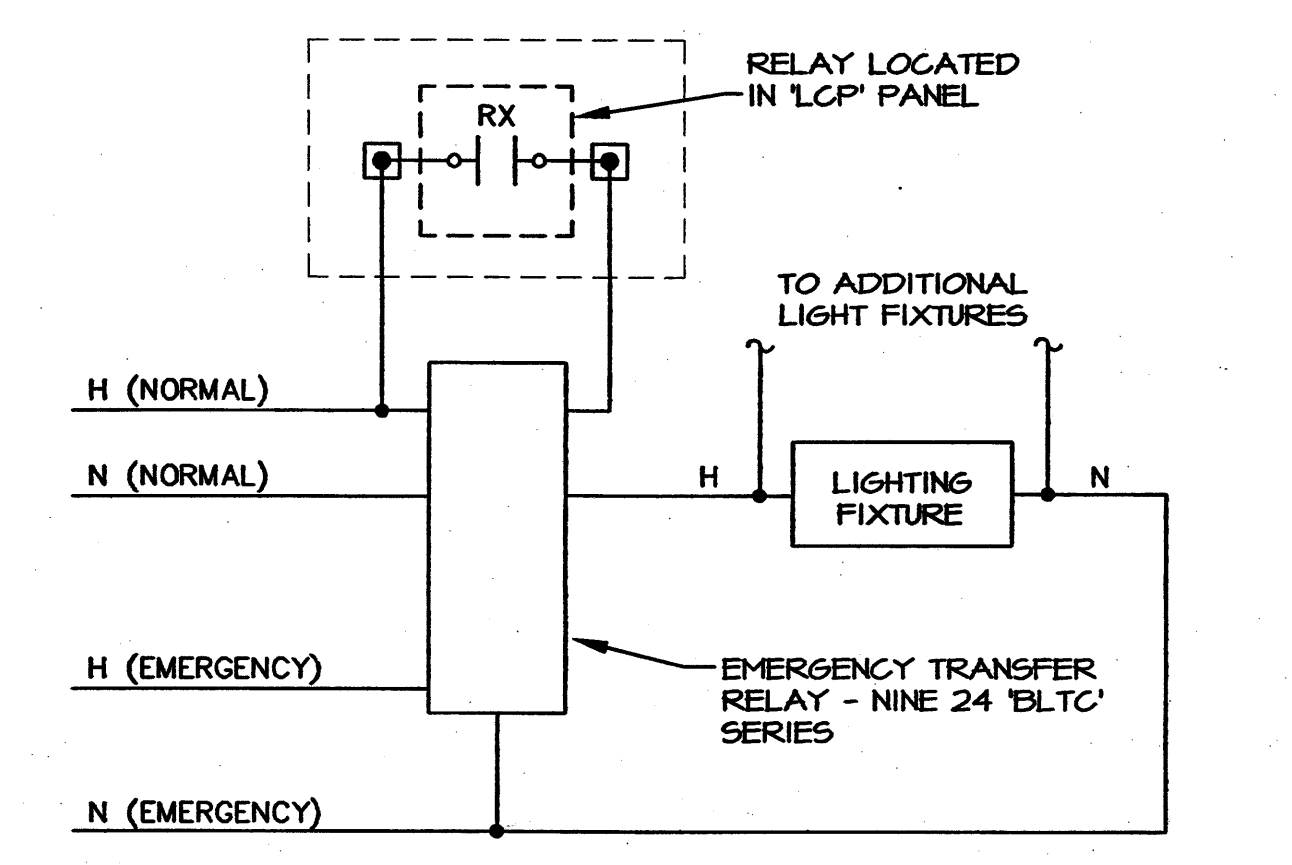 RELAY LOCATED
IN 'LCP' PANEL
RX
TO ADDITIONAL
LIGHT FIXTURES
H (NORMAL)
N (NORMAL)
H
LIGHTING
FIXTURE
N
H (EMERGENCY)
EMERGENCY TRANSFER
RELAY - NINE 24 'BLTC'
SERIES
N (EMERGENCY)